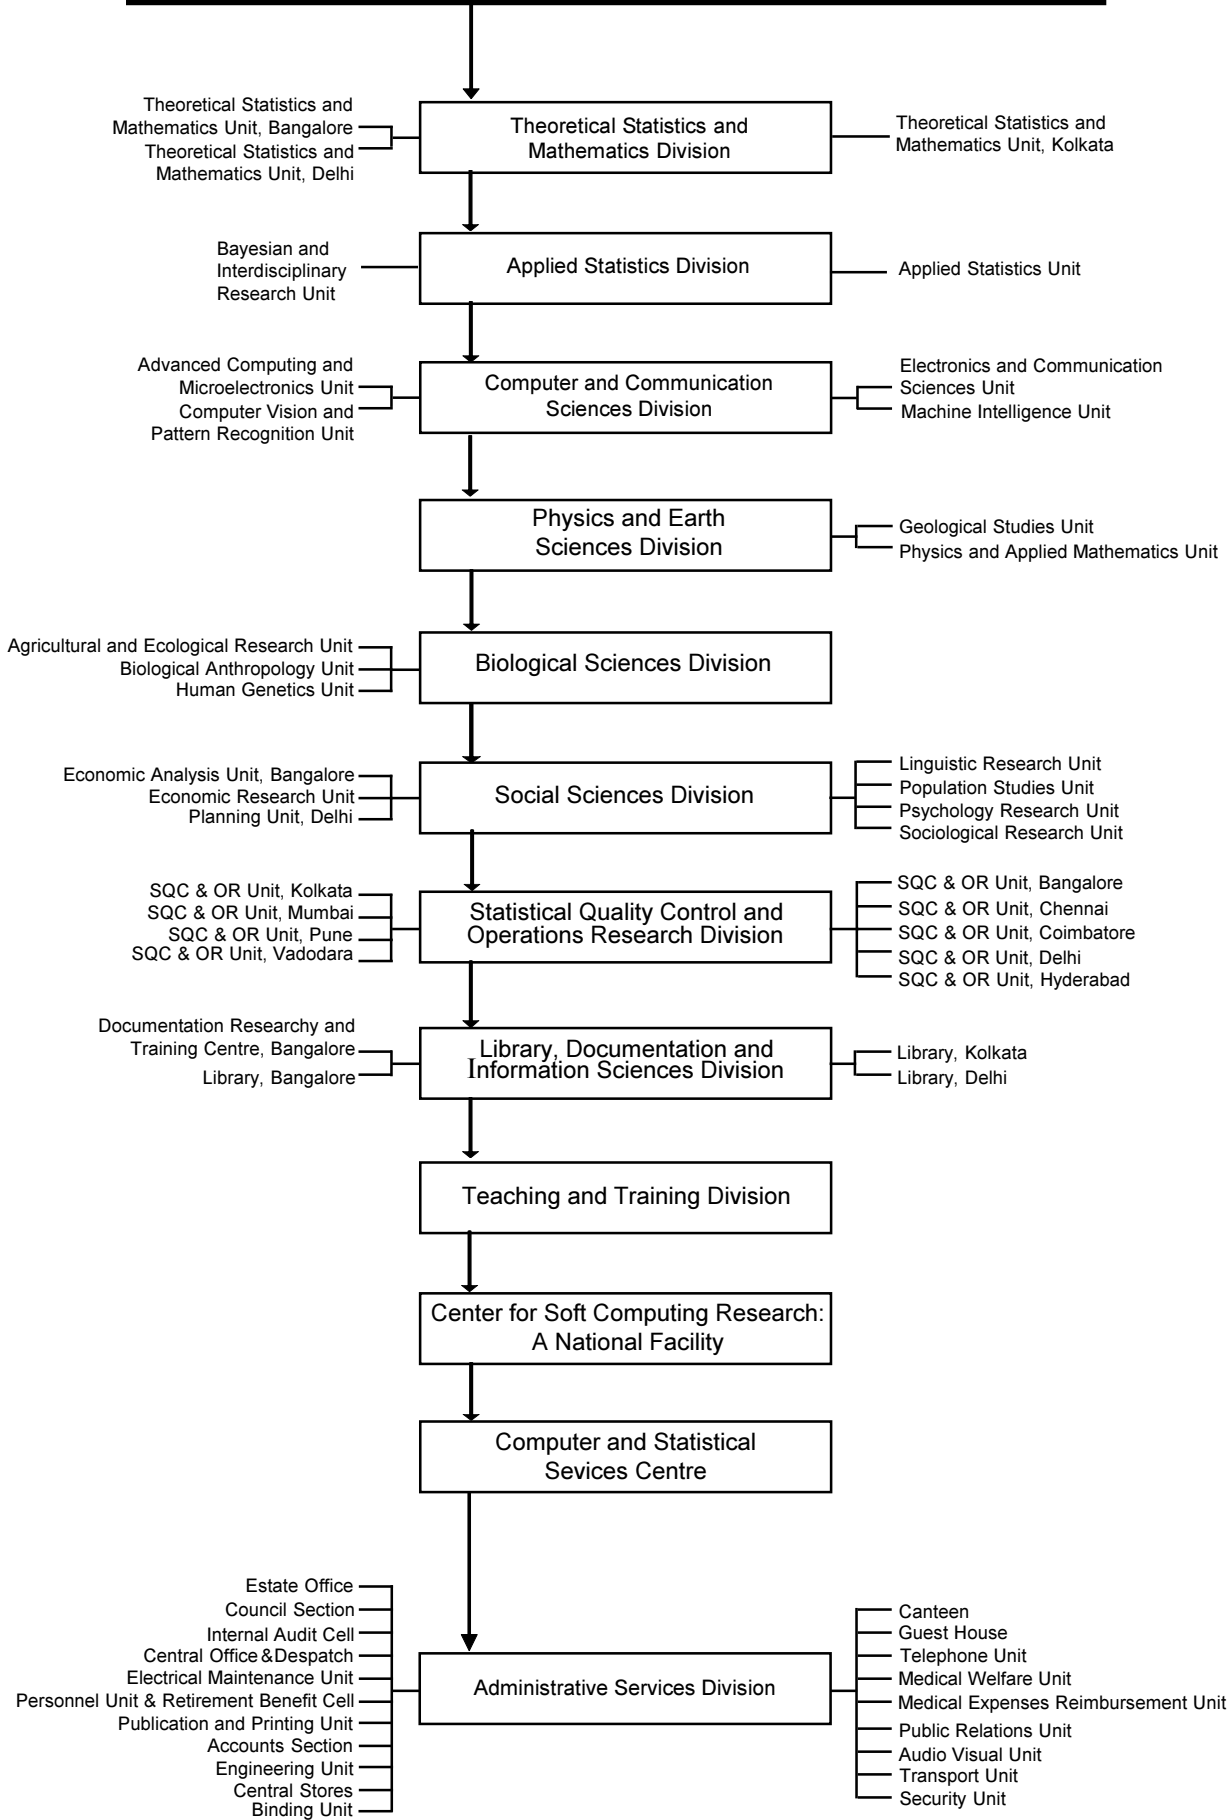 Theoretical Statistics and
Mathematics Unit, Bangalore
Theoretical Statistics and
Mathematics Unit, Delhi
Theoretical Statistics and
Mathematics Division
Theoretical Statistics and
Mathematics Unit, Kolkata
Bayesian and
Interdisciplinary
Research Unit
Applied Statistics Division
Applied Statistics Unit
Advanced Computing and
Microelectronics Unit
Computer Vision and
Pattern Recognition Unit
Computer and Communication
Sciences Division
Electronics and Communication
Sciences Unit
Machine Intelligence Unit
Physics and Earth
Sciences Division
Geological Studies Unit
Physics and Applied Mathematics Unit
Agricultural and Ecological Research Unit
Biological Anthropology Unit
Human Genetics Unit
Biological Sciences Division
Economic Analysis Unit, Bangalore
Economic Research Unit
Planning Unit, Delhi
Social Sciences Division
Linguistic Research Unit
Population Studies Unit
Psychology Research Unit
Sociological Research Unit
SQC & OR Unit, Kolkata
SQC & OR Unit, Mumbai
SQC & OR Unit, Pune
SQC & OR Unit, Vadodara
Statistical Quality Control and
Operations Research Division
SQC & OR Unit, Bangalore
SQC & OR Unit, Chennai
SQC & OR Unit, Coimbatore
SQC & OR Unit, Delhi
SQC & OR Unit, Hyderabad
Documentation Researchy and
Training Centre, Bangalore
Library, Bangalore
Library, Documentation and
Information Sciences Division
Library, Kolkata
Library, Delhi
Teaching and Training Division
Center for Soft Computing Research:
A National Facility
Computer and Statistical
Sevices Centre
Estate Office
Council Section
Internal Audit Cell
Central Office & Despatch
Electrical Maintenance Unit
Personnel Unit & Retirement Benefit Cell
Publication and Printing Unit
Accounts Section
Engineering Unit
Central Stores
Binding Unit
Administrative Services Division
Canteen
Guest House
Telephone Unit
Medical Welfare Unit
Medical Expenses Reimbursement Unit
Public Relations Unit
Audio Visual Unit
Transport Unit
Security Unit